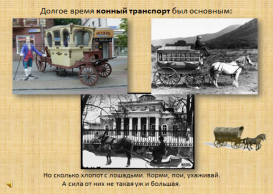 Долгое время конный транспорт был основным:
Но сколько хлопот с лошадьми. Корми, пои, ухаживай.
А сила от них не такая уж и большая.